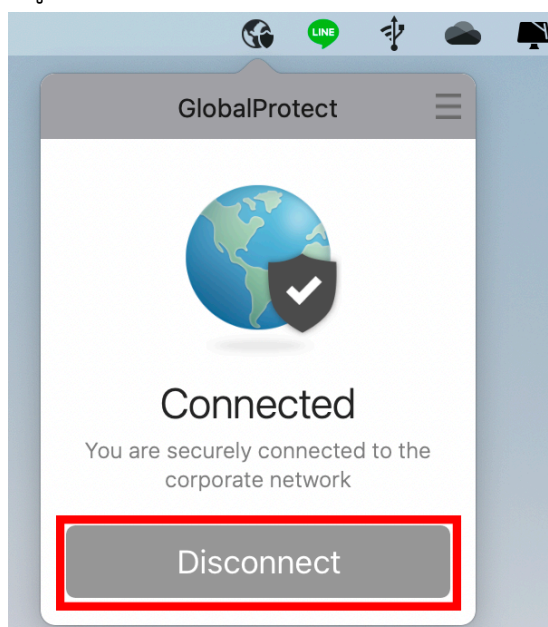 LINE
GlobalProtect
Connected
You are securely connected to the
corporate network
Disconnect